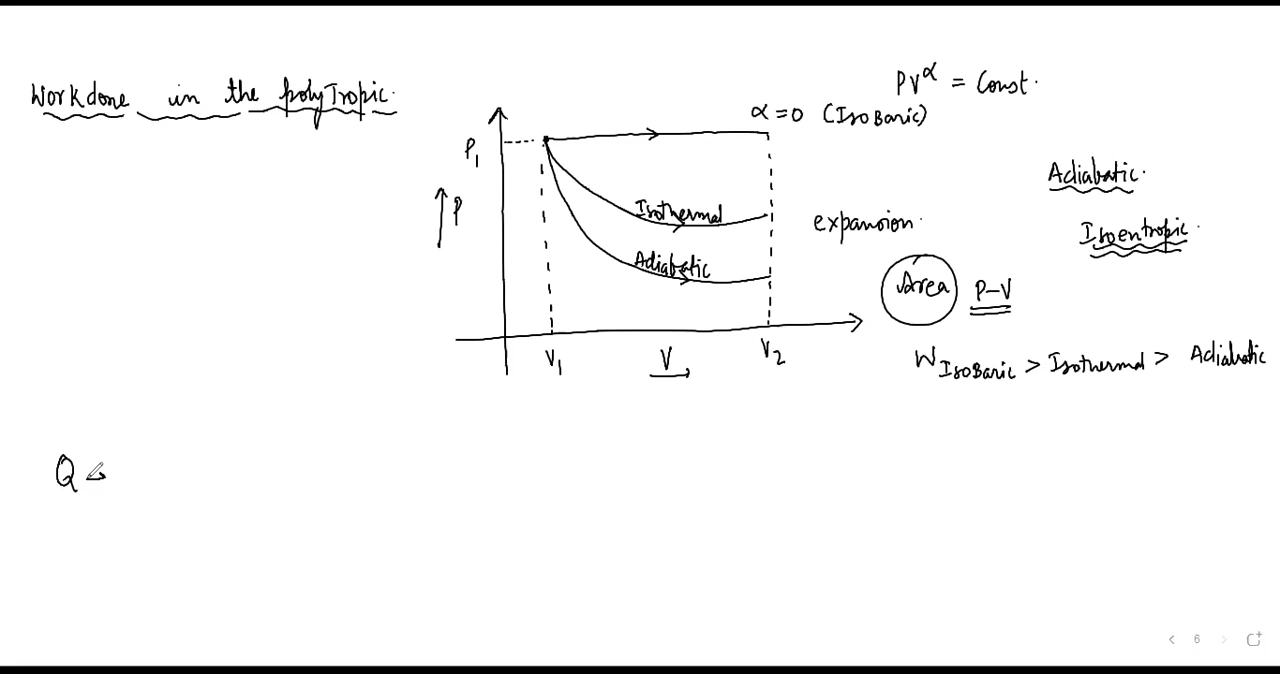 Workdone in the polyTropic.
PV^α = Const.
α = 0 (IsoBaric)
P1
P
Isothermal
Adiabatic
V1
V
V2
expansion.
Adiabatic.
Isoentropic.
Area P-V
W IsoBaric > Isothermal > Adiabatic
Q
6